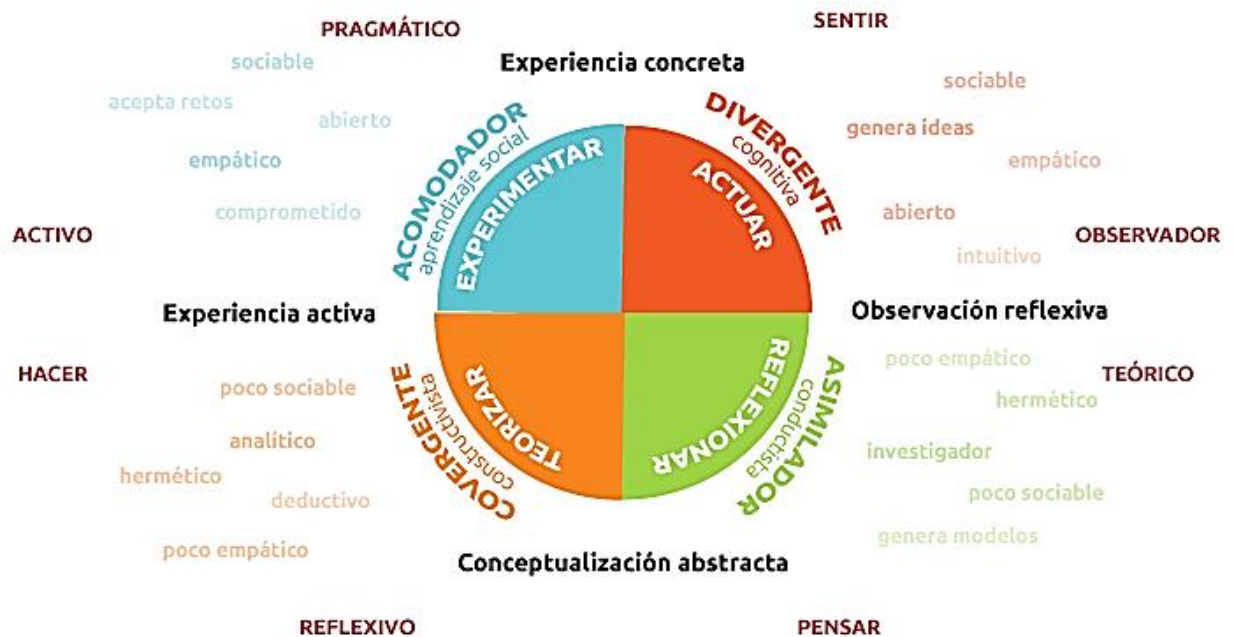 PRAGMÁTICO
SENTIR
sociable
acepta retos
abierto
empático
comprometido
ACTIVO
Experiencia concreta
sociable
genera ideas
empático
abierto
intuitivo
OBSERVADOR
ACOMODADOR
aprendizaje social
EXPERIMENTAR
DIVERGENTE
cognitiva
ACTUAR
Experiencia activa
Observación reflexiva
HACER
poco sociable
analítico
hermético
deductivo
poco empático
COVERGENTE
constructivista
TEORIZAR
REFLEXIONAR
ASIMILADOR
conductista
poco empático
TEÓRICO
hermético
investigador
poco sociable
genera modelos
Conceptualización abstracta
REFLEXIVO
PENSAR